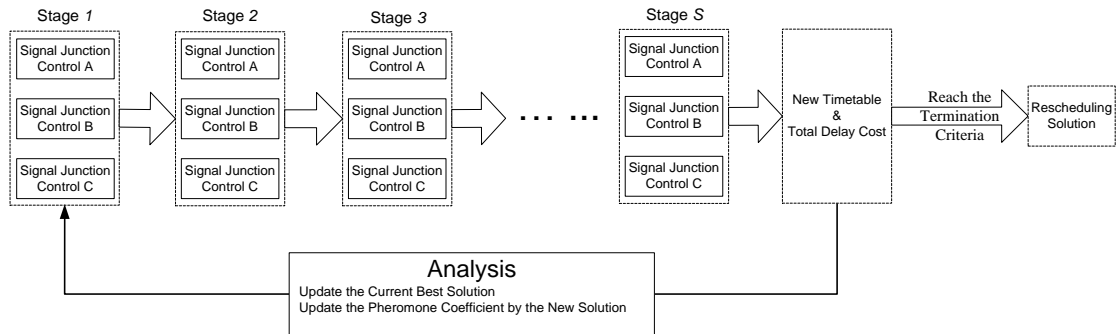 Stage 1
Signal Junction
Control A
Signal Junction
Control B
Signal Junction
Control C
Stage 2
Signal Junction
Control A
Signal Junction
Control B
Signal Junction
Control C
Stage 3
Signal Junction
Control A
Signal Junction
Control B
Signal Junction
Control C
... ...
Stage S
Signal Junction
Control A
Signal Junction
Control B
Signal Junction
Control C
New Timetable
&
Total Delay Cost
Reach the
Termination
Criteria
Rescheduling
Solution
Analysis
Update the Current Best Solution
Update the Pheromone Coefficient by the New Solution